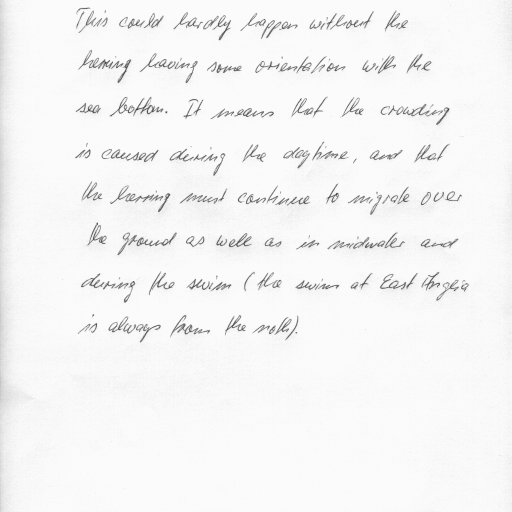 This could hardly happen without the
herring having some orientation with the
sea bottom. It means that the crowding
is caused during the daytime, and that
the herring must continue to migrate over
the ground as well as in midwater and
during the swim (the swim at East Anglia
is always from the noth).